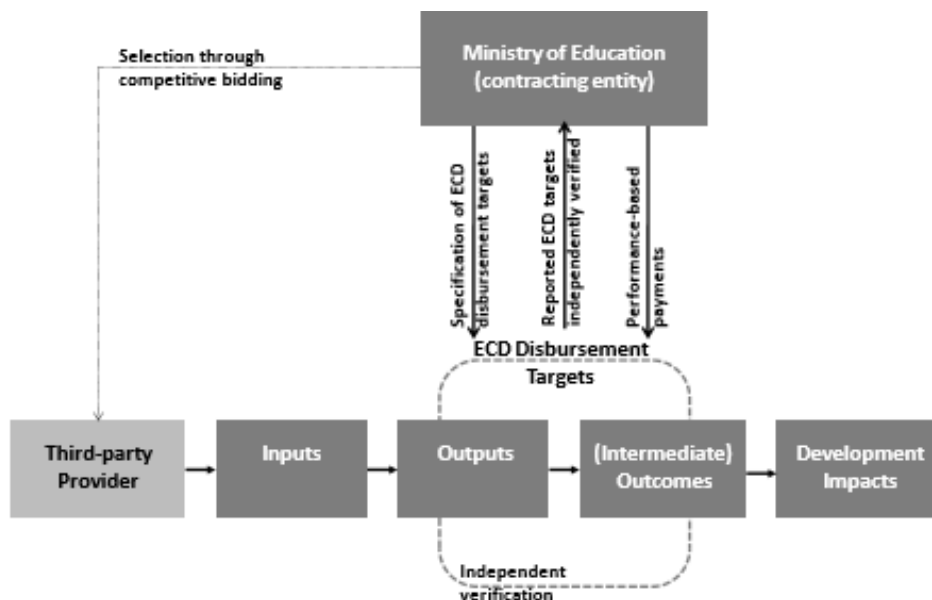 Selection through
competitive bidding
Ministry of Education
(contracting entity)
Specification of ECD
disbursement targets
Reported ECD targets
independently verified
Performance-based
payments
ECD Disbursement
Targets
Third-party
Provider
Inputs
Outputs
(Intermediate)
Outcomes
Development
Impacts
Independent
verification